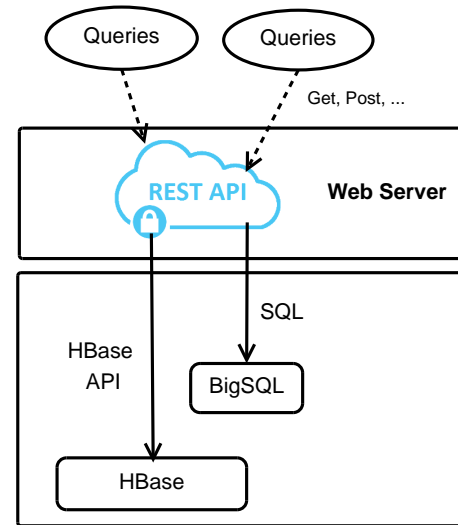 Queries
Queries
Get, Post, ...
REST API
Web Server
SQL
HBase
API
BigSQL
HBase